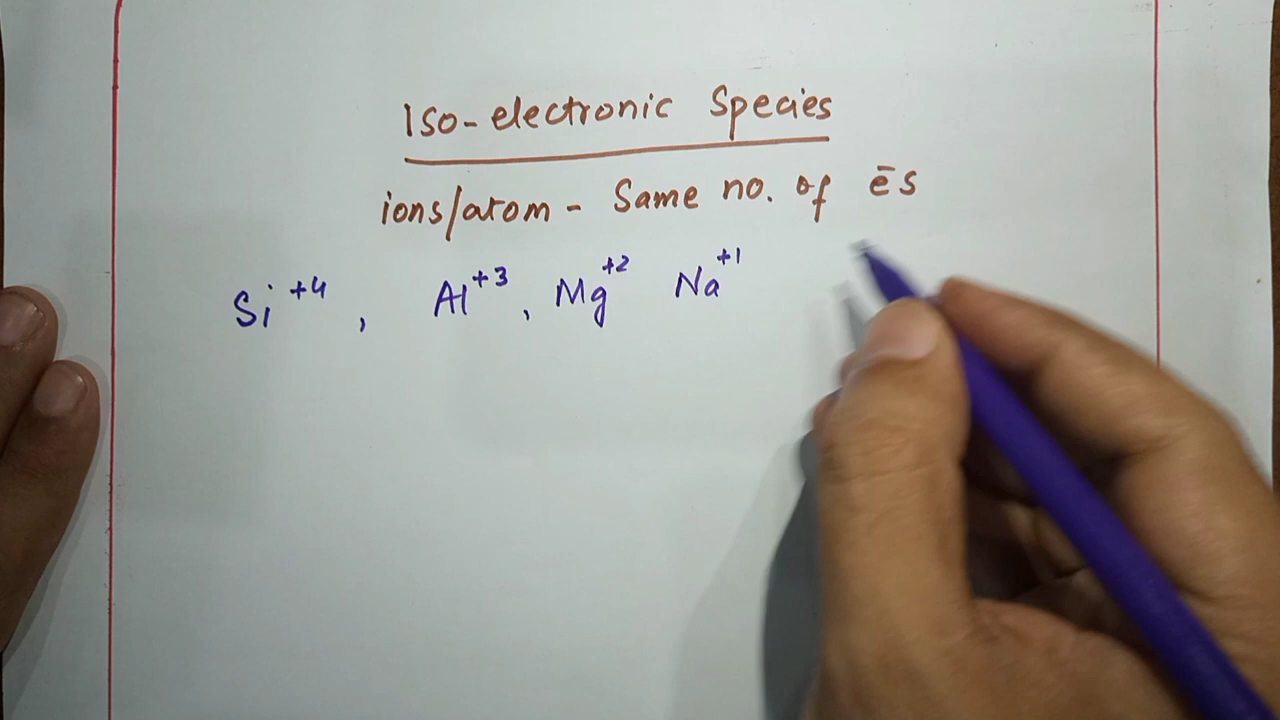 Iso-electronic Species
ions/atom - Same no. of ēs
Si⁺⁴, Al⁺³, Mg⁺² Na⁺¹